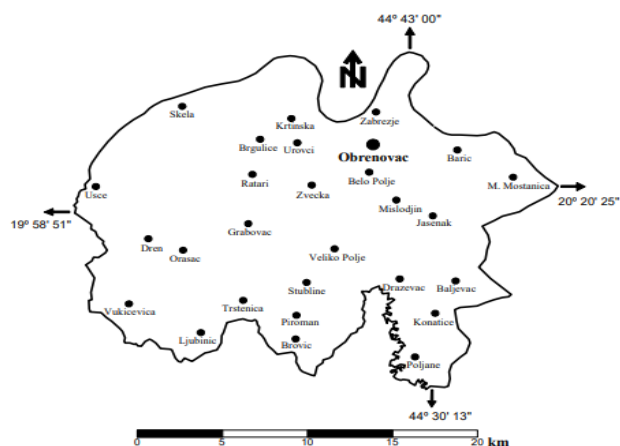 44º 43' 00"
N
Skela
Krtinska
Zabrezje
Brgulice
Urovci
Obrenovac
Baric
Ratari
Zvecka
Belo Polje
M. Mostanica
Usce
Mislodjin
Jasenak
19º 58' 51"
20º 20' 25"
Grabovac
Dren
Orasac
Veliko Polje
Stubline
Drazevac
Baljevac
Vukicevica
Trstenica
Piroman
Konatice
Ljubinic
Brovic
Poljane
44º 30' 13"
0 5 10 15 20 km